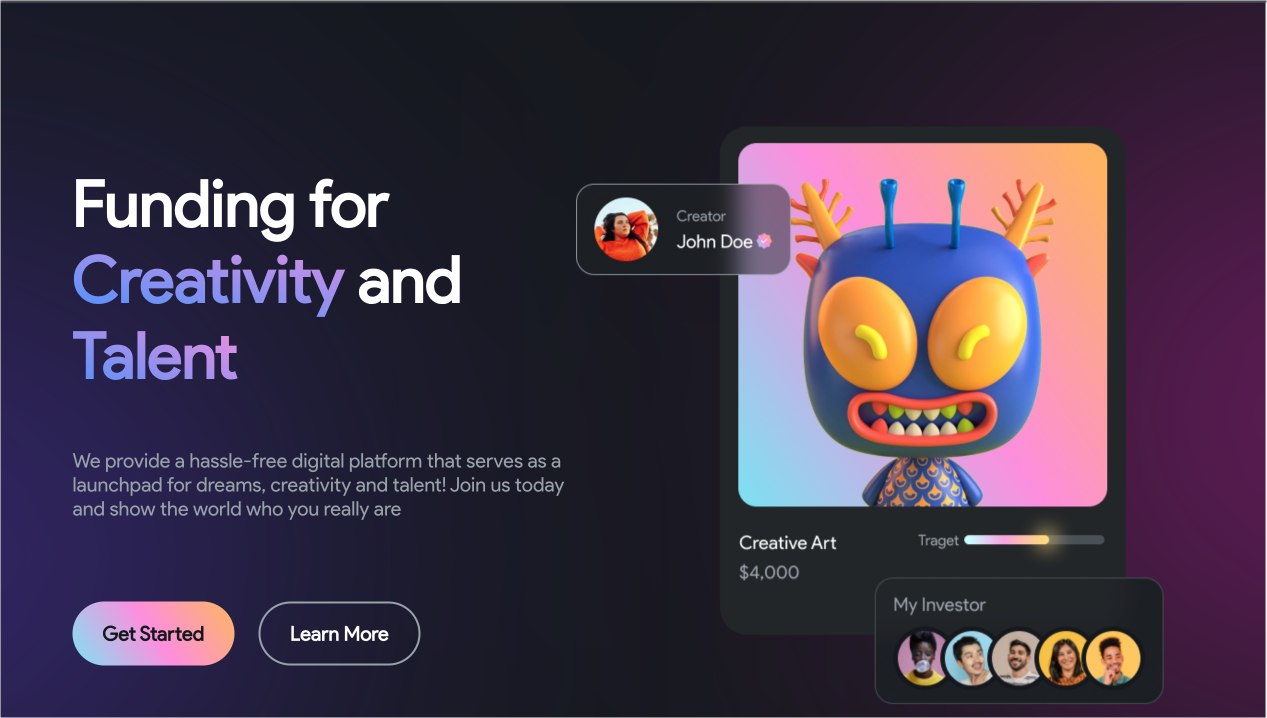 Funding for
Creativity and
Talent
We provide a hassle-free digital platform that serves as a
launchpad for dreams, creativity and talent! Join us today
and show the world who you really are
Get Started
Learn More
Creator
John Doe
Creative Art
Traget
$4,000
My Investor